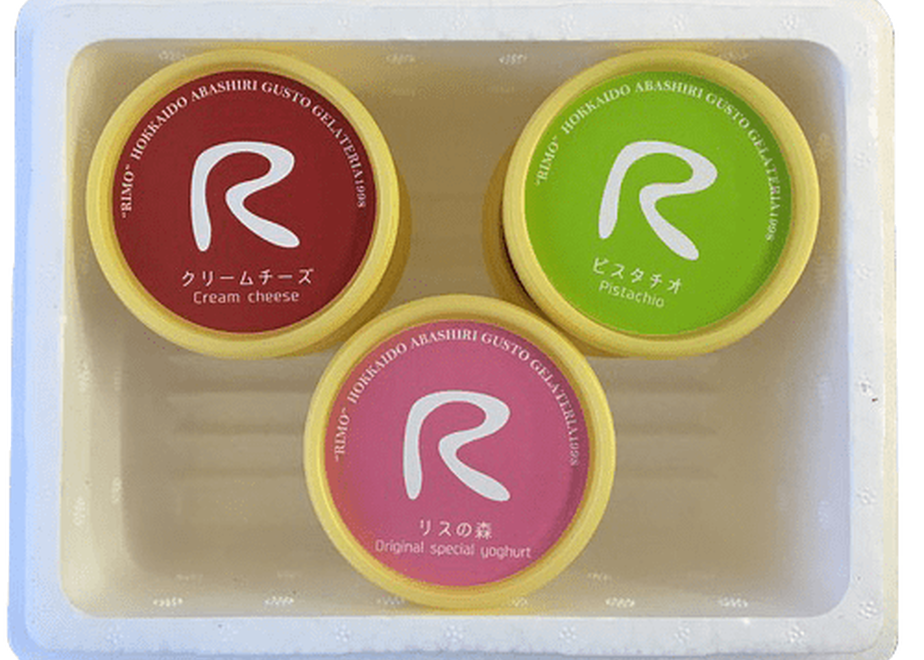 "RIMO" HOKKAIDO ABASHIRI GUSTO GELATERIA1998
R
クリームチーズ
Cream cheese
"RIMO" HOKKAIDO ABASHIRI GUSTO GELATERIA1998
R
ピスタチオ
Pistachio
"RIMO" HOKKAIDO ABASHIRI GUSTO GELATERIA1998
R
リスの森
Original special yoghurt